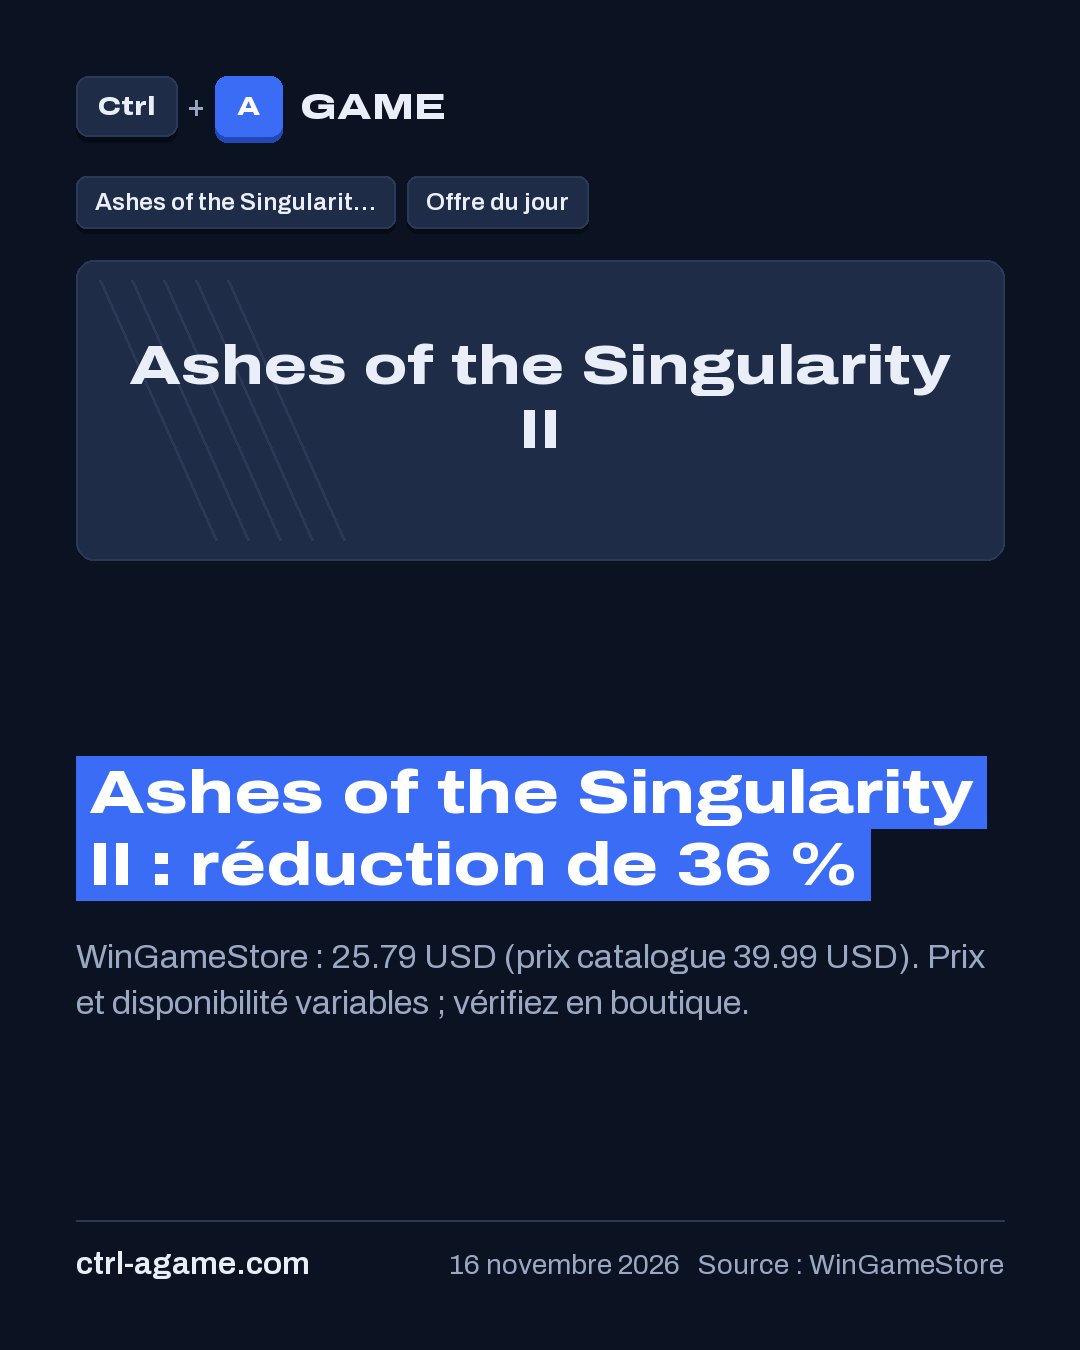 Ctrl + A GAME
Ashes of the Singularit... Offre du jour
Ashes of the Singularity
II
Ashes of the Singularity
II : réduction de 36 %
WinGameStore : 25.79 USD (prix catalogue 39.99 USD). Prix
et disponibilité variables ; vérifiez en boutique.
ctrl-agame.com 16 novembre 2026 Source : WinGameStore